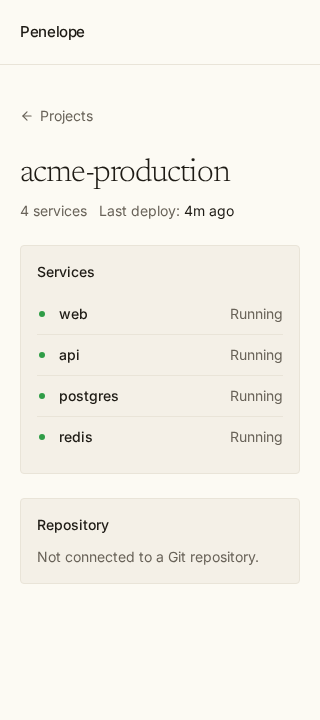 Penelope
← Projects
acme-production
4 services Last deploy: 4m ago
Services
web Running
api Running
postgres Running
redis Running
Repository
Not connected to a Git repository.